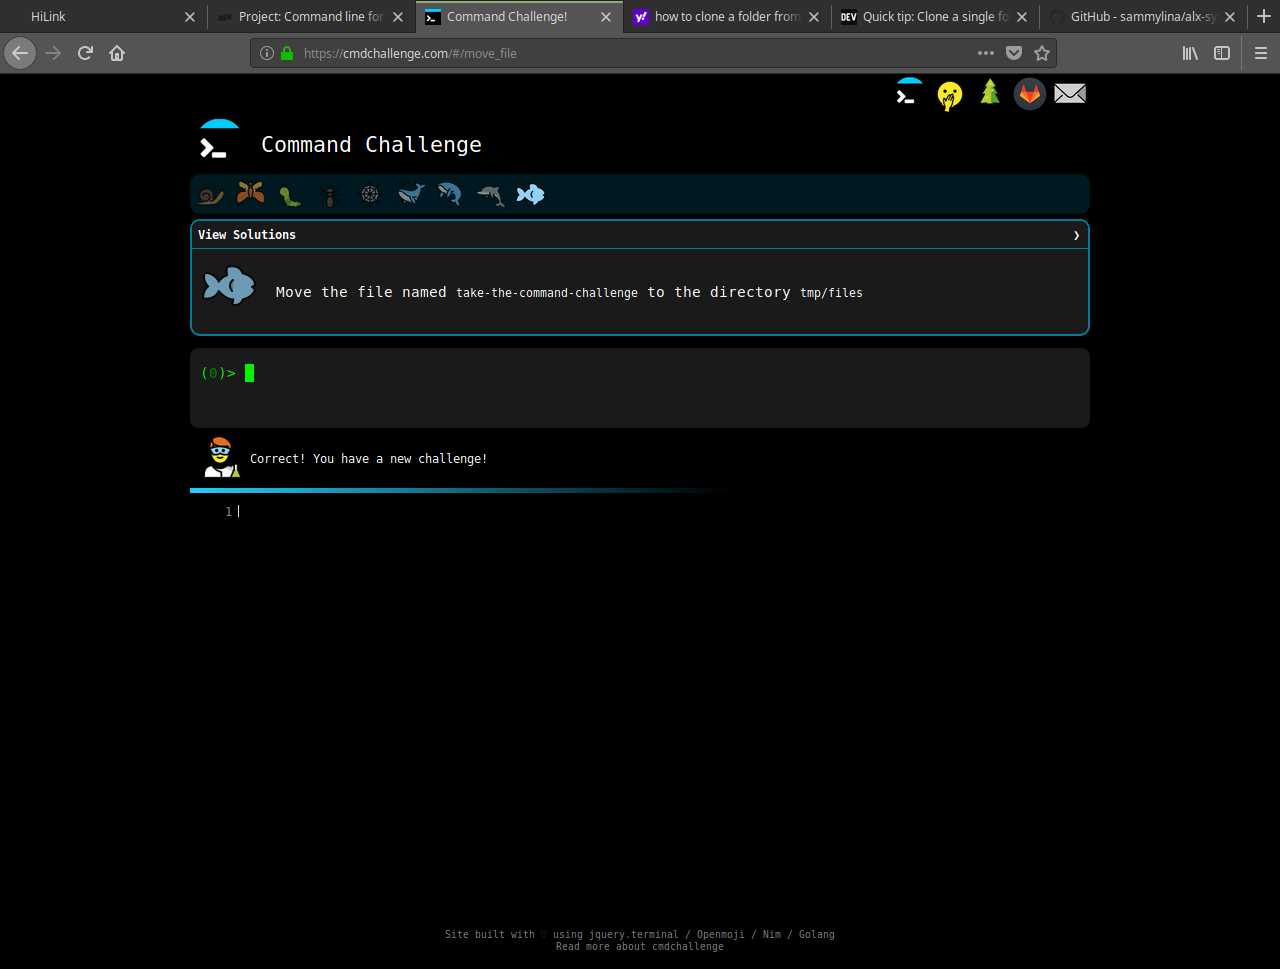 HiLink
alx Project: Command line for
Command Challenge!
y! how to clone a folder from
DEV Quick tip: Clone a single fo
GitHub - sammylina/alx-sy
https://cmdchallenge.com/#/move_file
Command Challenge
View Solutions
Move the file named take-the-command-challenge to the directory tmp/files
(0)>
Correct! You have a new challenge!
1
Site built with ♡ using jquery.terminal / Openmoji / Nim / Golang
Read more about cmdchallenge